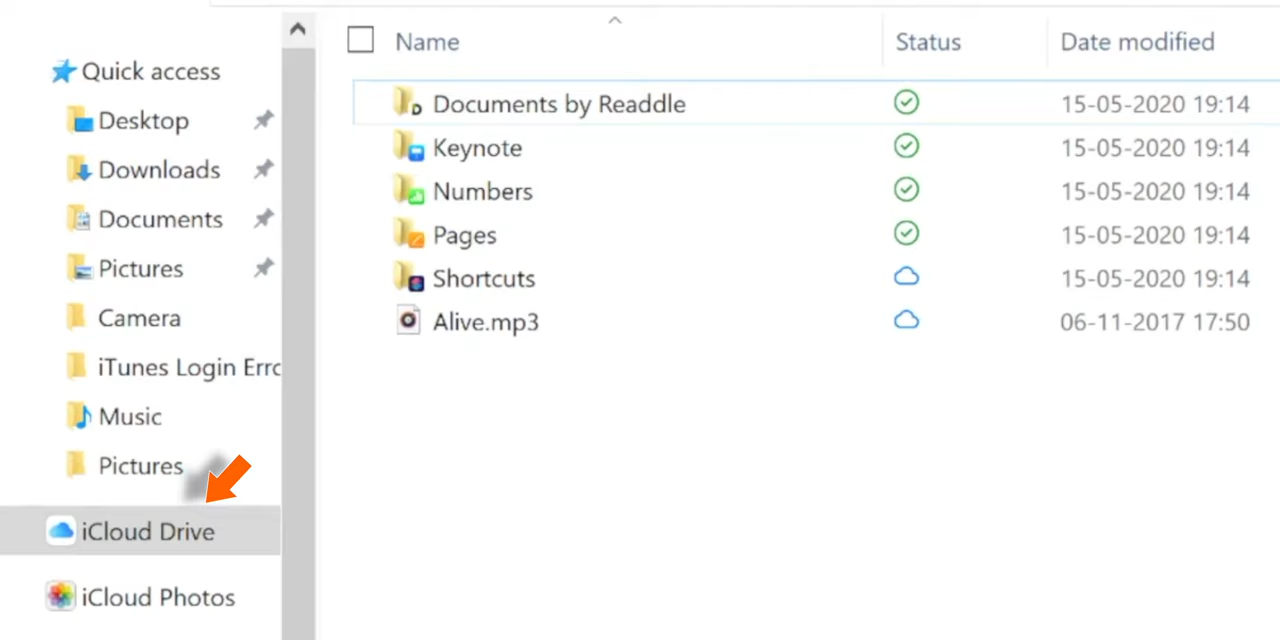 Name Status Date modified
Quick access
Desktop
Downloads
Documents
Pictures
Camera
iTunes Login Erro
Music
Pictures
iCloud Drive
iCloud Photos
Documents by Readdle 15-05-2020 19:14
Keynote 15-05-2020 19:14
Numbers 15-05-2020 19:14
Pages 15-05-2020 19:14
Shortcuts 15-05-2020 19:14
Alive.mp3 06-11-2017 17:50